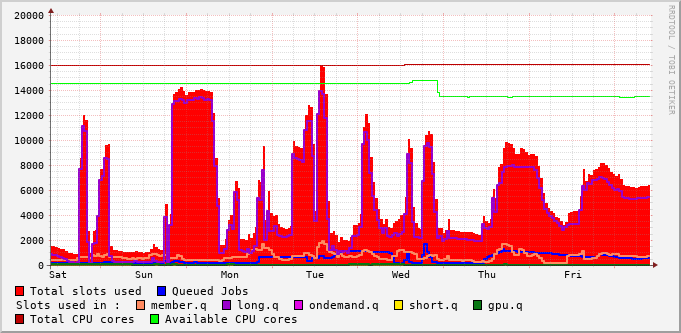 20000
18000
16000
14000
12000
10000
8000
6000
4000
2000
0
Sat Sun Mon Tue Wed Thu Fri
RRDTOOL / TOBI OETIKER
Total slots used Queued Jobs
Slots used in : member.q long.q ondemand.q short.q gpu.q
Total CPU cores Available CPU cores